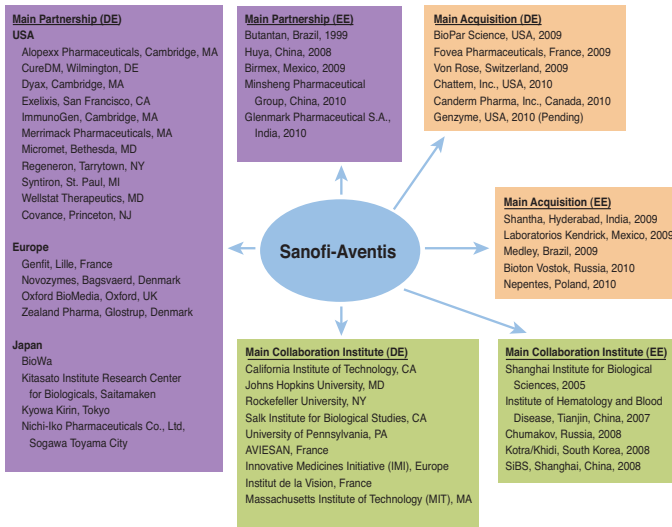 Main Partnership (DE)
USA
Alopexx Pharmaceuticals, Cambridge, MA
CureDM, Wilmington, DE
Dyax, Cambridge, MA
Exelixis, San Francisco, CA
ImmunoGen, Cambridge, MA
Merrimack Pharmaceuticals, MA
Micromet, Bethesda, MD
Regeneron, Tarrytown, NY
Syntiron, St. Paul, MI
Wellstat Therapeutics, MD
Covance, Princeton, NJ
Europe
Genfit, Lille, France
Novozymes, Bagsvaerd, Denmark
Oxford BioMedia, Oxford, UK
Zealand Pharma, Glostrup, Denmark
Japan
BioWa
Kitasato Institute Research Center
for Biologicals, Saitamaken
Kyowa Kirin, Tokyo
Nichi-Iko Pharmaceuticals Co., Ltd,
Sogawa Toyama City
Main Partnership (EE)
Butantan, Brazil, 1999
Huya, China, 2008
Birmex, Mexico, 2009
Minsheng Pharmaceutical
Group, China, 2010
Glenmark Pharmaceutical S.A.,
India, 2010
Main Acquisition (DE)
BioPar Science, USA, 2009
Fovea Pharmaceuticals, France, 2009
Von Rose, Switzerland, 2009
Chattem, Inc., USA, 2010
Canderm Pharma, Inc., Canada, 2010
Genzyme, USA, 2010 (Pending)
Sanofi-Aventis
Main Acquisition (EE)
Shantha, Hyderabad, India, 2009
Laboratorios Kendrick, Mexico, 2009
Medley, Brazil, 2009
Bioton Vostok, Russia, 2010
Nepentes, Poland, 2010
Main Collaboration Institute (DE)
California Institute of Technology, CA
Johns Hopkins University, MD
Rockefeller University, NY
Salk Institute for Biological Studies, CA
University of Pennsylvania, PA
AVIESAN, France
Innovative Medicines Initiative (IMI), Europe
Institut de la Vision, France
Massachusetts Institute of Technology (MIT), MA
Main Collaboration Institute (EE)
Shanghai Institute for Biological
Sciences, 2005
Institute of Hematology and Blood
Disease, Tianjin, China, 2007
Chumakov, Russia, 2008
Kotra/Khidi, South Korea, 2008
SiBS, Shanghai, China, 2008